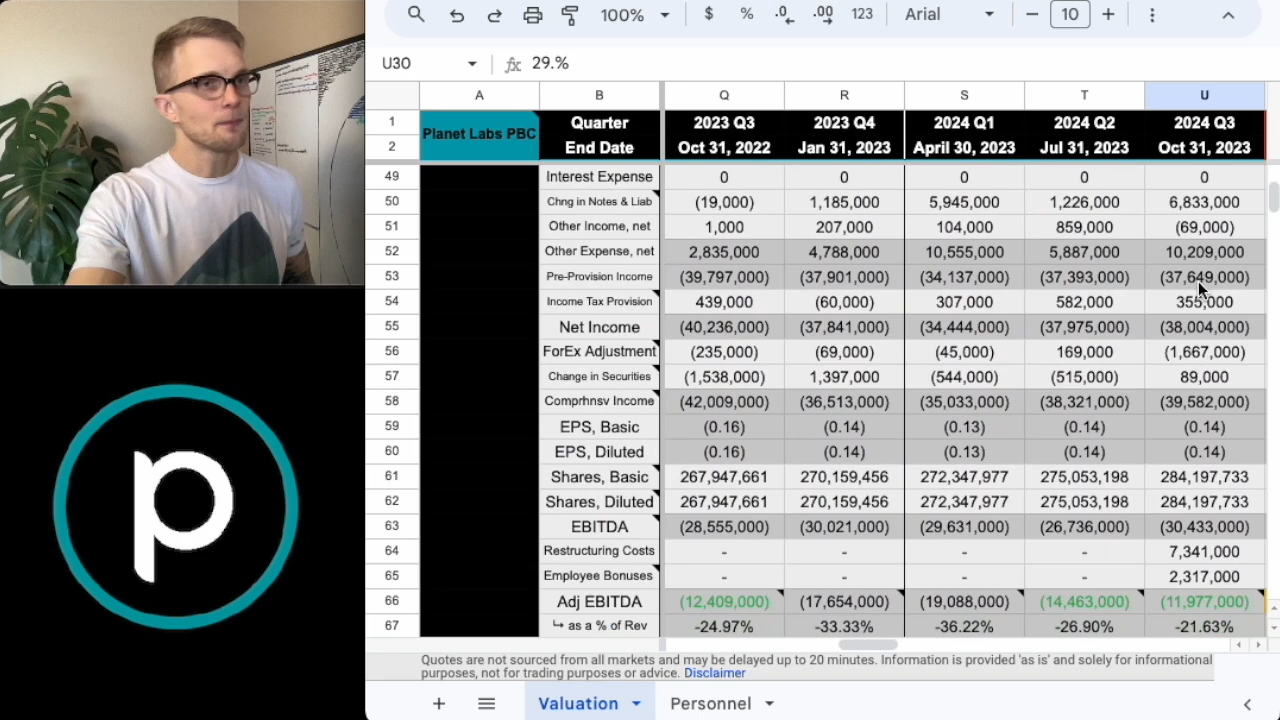 100% $ % .0 .00 123 Arial 10
U30 fx 29.%
A B Q R S T U
1 Planet Labs PBC Quarter 2023 Q3 2023 Q4 2024 Q1 2024 Q2 2024 Q3
2 End Date Oct 31, 2022 Jan 31, 2023 April 30, 2023 Jul 31, 2023 Oct 31, 2023
49 Interest Expense 0 0 0 0 0
50 Chng in Notes & Liab (19,000) 1,185,000 5,945,000 1,226,000 6,833,000
51 Other Income, net 1,000 207,000 104,000 859,000 (69,000)
52 Other Expense, net 2,835,000 4,788,000 10,555,000 5,887,000 10,209,000
53 Pre-Provision Income (39,797,000) (37,901,000) (34,137,000) (37,393,000) (37,649,000)
54 Income Tax Provision 439,000 (60,000) 307,000 582,000 355,000
55 Net Income (40,236,000) (37,841,000) (34,444,000) (37,975,000) (38,004,000)
56 ForEx Adjustment (235,000) (69,000) (45,000) 169,000 (1,667,000)
57 Change in Securities (1,538,000) 1,397,000 (544,000) (515,000) 89,000
58 Comprhnsv Income (42,009,000) (36,513,000) (35,033,000) (38,321,000) (39,582,000)
59 EPS, Basic (0.16) (0.14) (0.13) (0.14) (0.14)
60 EPS, Diluted (0.16) (0.14) (0.13) (0.14) (0.14)
61 Shares, Basic 267,947,661 270,159,456 272,347,977 275,053,198 284,197,733
62 Shares, Diluted 267,947,661 270,159,456 272,347,977 275,053,198 284,197,733
63 EBITDA (28,555,000) (30,021,000) (29,631,000) (26,736,000) (30,433,000)
64 Restructuring Costs - - - - 7,341,000
65 Employee Bonuses - - - - 2,317,000
66 Adj EBITDA (12,409,000) (17,654,000) (19,088,000) (14,463,000) (11,977,000)
67 ↳ as a % of Rev -24.97% -33.33% -36.22% -26.90% -21.63%
Quotes are not sourced from all markets and may be delayed up to 20 minutes. Information is provided 'as is' and solely for informational
purposes, not for trading purposes or advice. Disclaimer
Valuation Personnel
p